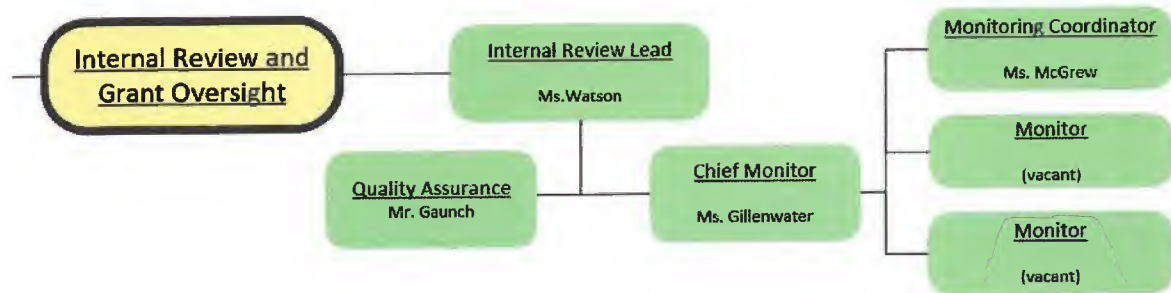 Internal Review and
Grant Oversight
Internal Review Lead
Ms.Watson
Quality Assurance
Mr. Gaunch
Chief Monitor
Ms. Gillenwater
Monitoring Coordinator
Ms. McGrew
Monitor
(vacant)
Monitor
(vacant)